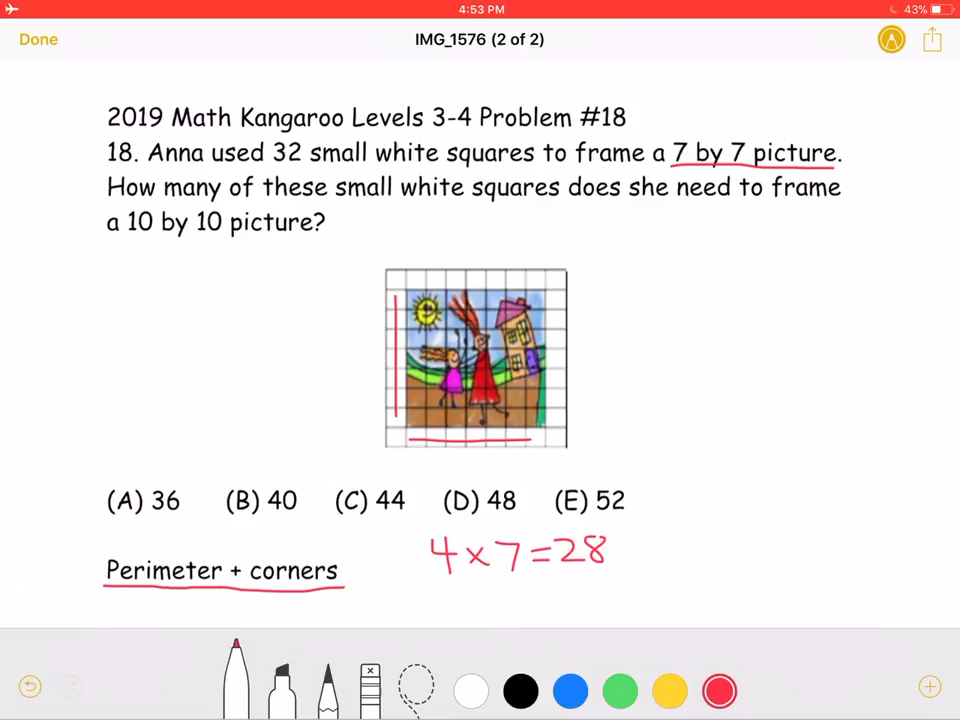 4:53 PM
43%
Done
IMG_1576 (2 of 2)
2019 Math Kangaroo Levels 3-4 Problem #18
18. Anna used 32 small white squares to frame a 7 by 7 picture.
How many of these small white squares does she need to frame
a 10 by 10 picture?
(A) 36 (B) 40 (C) 44 (D) 48 (E) 52
4 x 7 = 28
Perimeter + corners